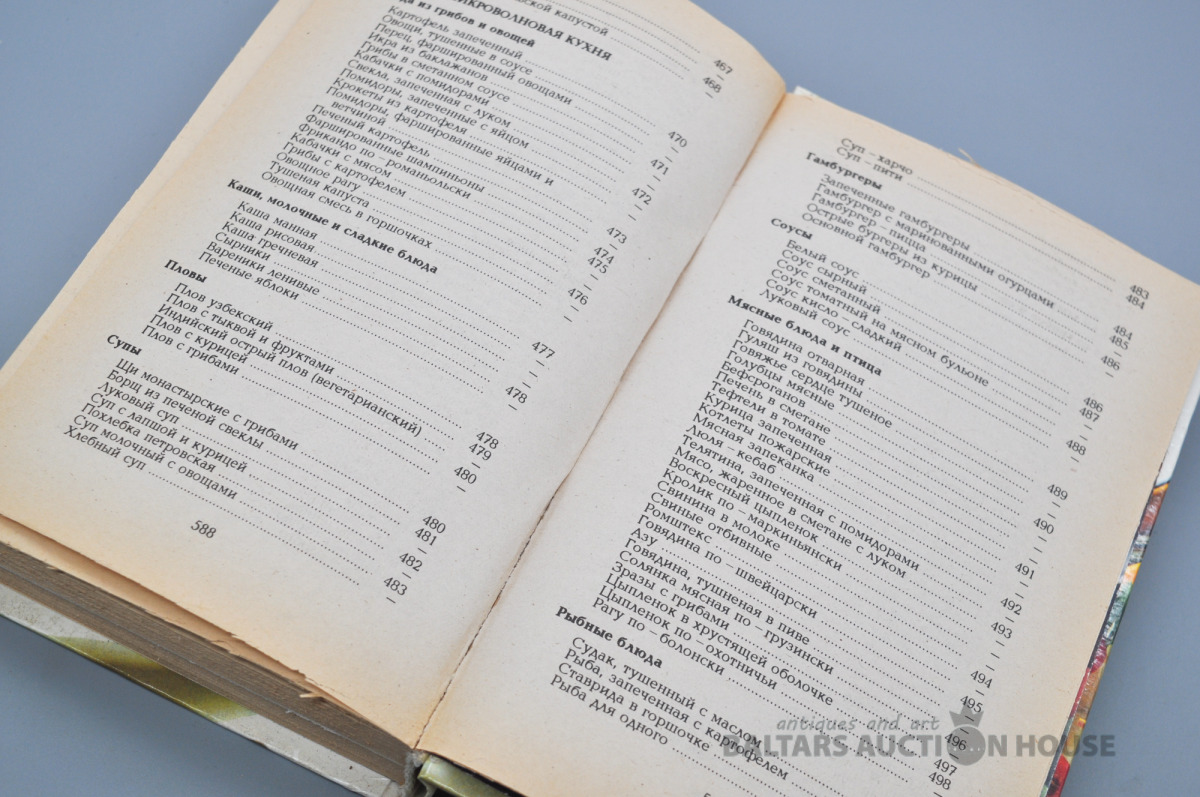 ской капустой
467
МИКРОВОЛНОВАЯ КУХНЯ
468
из грибов и овощей
–
Картофель запеченный
Овощи, тушенные в соусе
470
Перец, фаршированный овощами
–
Икра из баклажанов
471
Грибы в сметанном соусе
–
Кабачки с помидорами
472
Свекла, запеченная с луком
–
Помидоры, запеченные с яйцом
Крокеты из картофеля
473
Помидоры, фаршированные яйцами и
ветчиной
474
Печеный картофель
475
Фаршированные шампиньоны
–
Фрикандо по – романьольски
476
Кабачки с мясом
–
Грибы с картофелем
Овощное рагу
477
Тушеная капуста
–
Овощная смесь в горшочках
478
Каши, молочные и сладкие блюда
–
Каша манная
Каша рисовая
Каша гречневая
Сырники
Вареники ленивые
Печеные яблоки
Пловы
Плов узбекский
478
Плов с тыквой и фруктами
479
Индийский острый плов (вегетарианский)
480
Плов с курицей
–
Плов с грибами
Супы
Щи монастырские с грибами
480
Борщ из печеной свеклы
481
Луковый суп
–
Суп с лапшой и курицей
482
Похлебка петровская
–
Суп молочный с овощами
483
Хлебный суп
–
588
Суп – харчо
483
Суп – пити
484
Гамбургеры
Запеченные гамбургеры
484
Гамбургер с маринованными огурцами
485
Гамбургер – пицца
–
Острые бургеры из курицы
486
Основной гамбургер
–
Соусы
Белый соус
486
Соус сырный
487
Соус сметанный
–
Соус томатный на мясном бульоне
488
Соус кисло – сладкий
–
Луковый соус
–
Мясные блюда и птица
Говядина отварная
489
Гуляш из говядины
–
Говяжье сердце тушеное
490
Голубцы мясные
–
Бефсроганов
–
Печень в сметане
491
Тефтели в томате
–
Курица запеченная
–
Котлеты пожарские
492
Мясная запеканка
–
Люля – кебаб
493
Телятина, запеченная с помидорами
–
Мясо, жаренное в сметане с луком
–
Воскресный цыпленок
494
Кролик по – маркиньянски
–
Свинина в молоке
495
Свиные отбивные
–
Ромштекс
496
Говядина по – швейцарски
–
Азу
497
Говядина, тушненая в пиве
498
Солянка мясная по – грузински
Зразы с грибами
Цыпленок в хрустящей оболочке
Цыпленок по – охотничьи
Рагу по – болонски
Рыбные блюда
Судак, тушенный с маслом
Рыба, запеченная с картофелем
Ставрида в горшочке
Рыба для одного
antiques and art
BALTARS AUCTION HOUSE